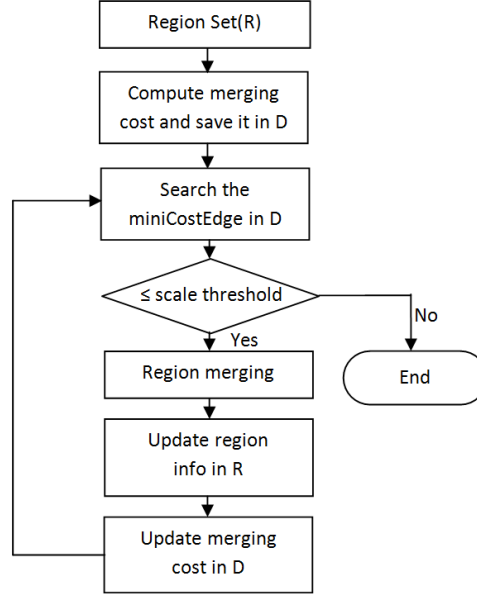 Region Set(R)
Compute merging
cost and save it in D
Search the
miniCostEdge in D
≤ scale threshold
No
Yes
Region merging
End
Update region
info in R
Update merging
cost in D